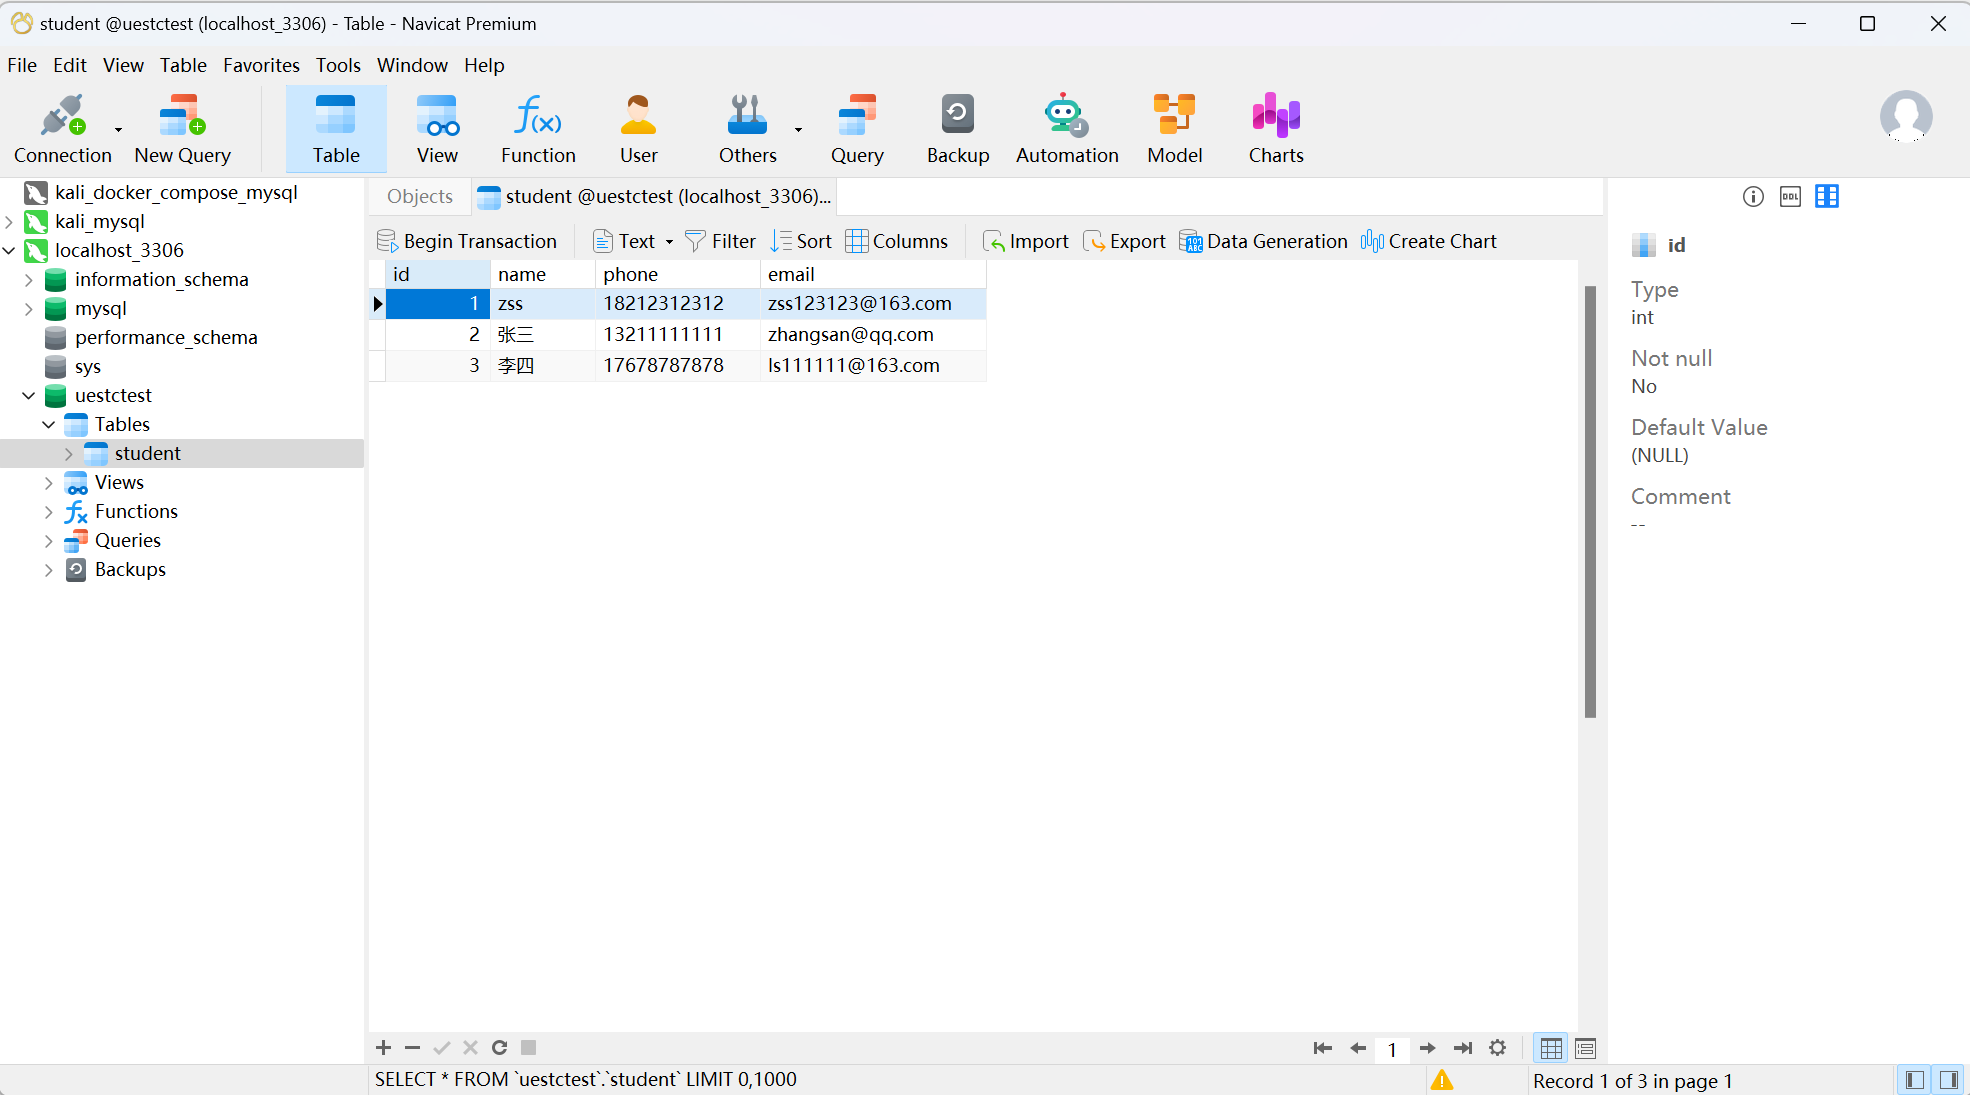 student @uestctest (localhost_3306) - Table - Navicat Premium
File Edit View Table Favorites Tools Window Help
Connection New Query Table View Function User Others Query Backup Automation Model Charts
kali_docker_compose_mysql
kali_mysql
localhost_3306
information_schema
mysql
performance_schema
sys
uestctest
Tables
student
Views
Functions
Queries
Backups
Objects student @uestctest (localhost_3306)...
Begin Transaction Text Filter Sort Columns Import Export Data Generation Create Chart
id name phone email
1 zss 18212312312 zss123123@163.com
2 张三 13211111111 zhangsan@qq.com
3 李四 17678787878 ls111111@163.com
DDL
id
Type
int
Not null
No
Default Value
(NULL)
Comment
--
1
SELECT * FROM `uestctest`.`student` LIMIT 0,1000
Record 1 of 3 in page 1